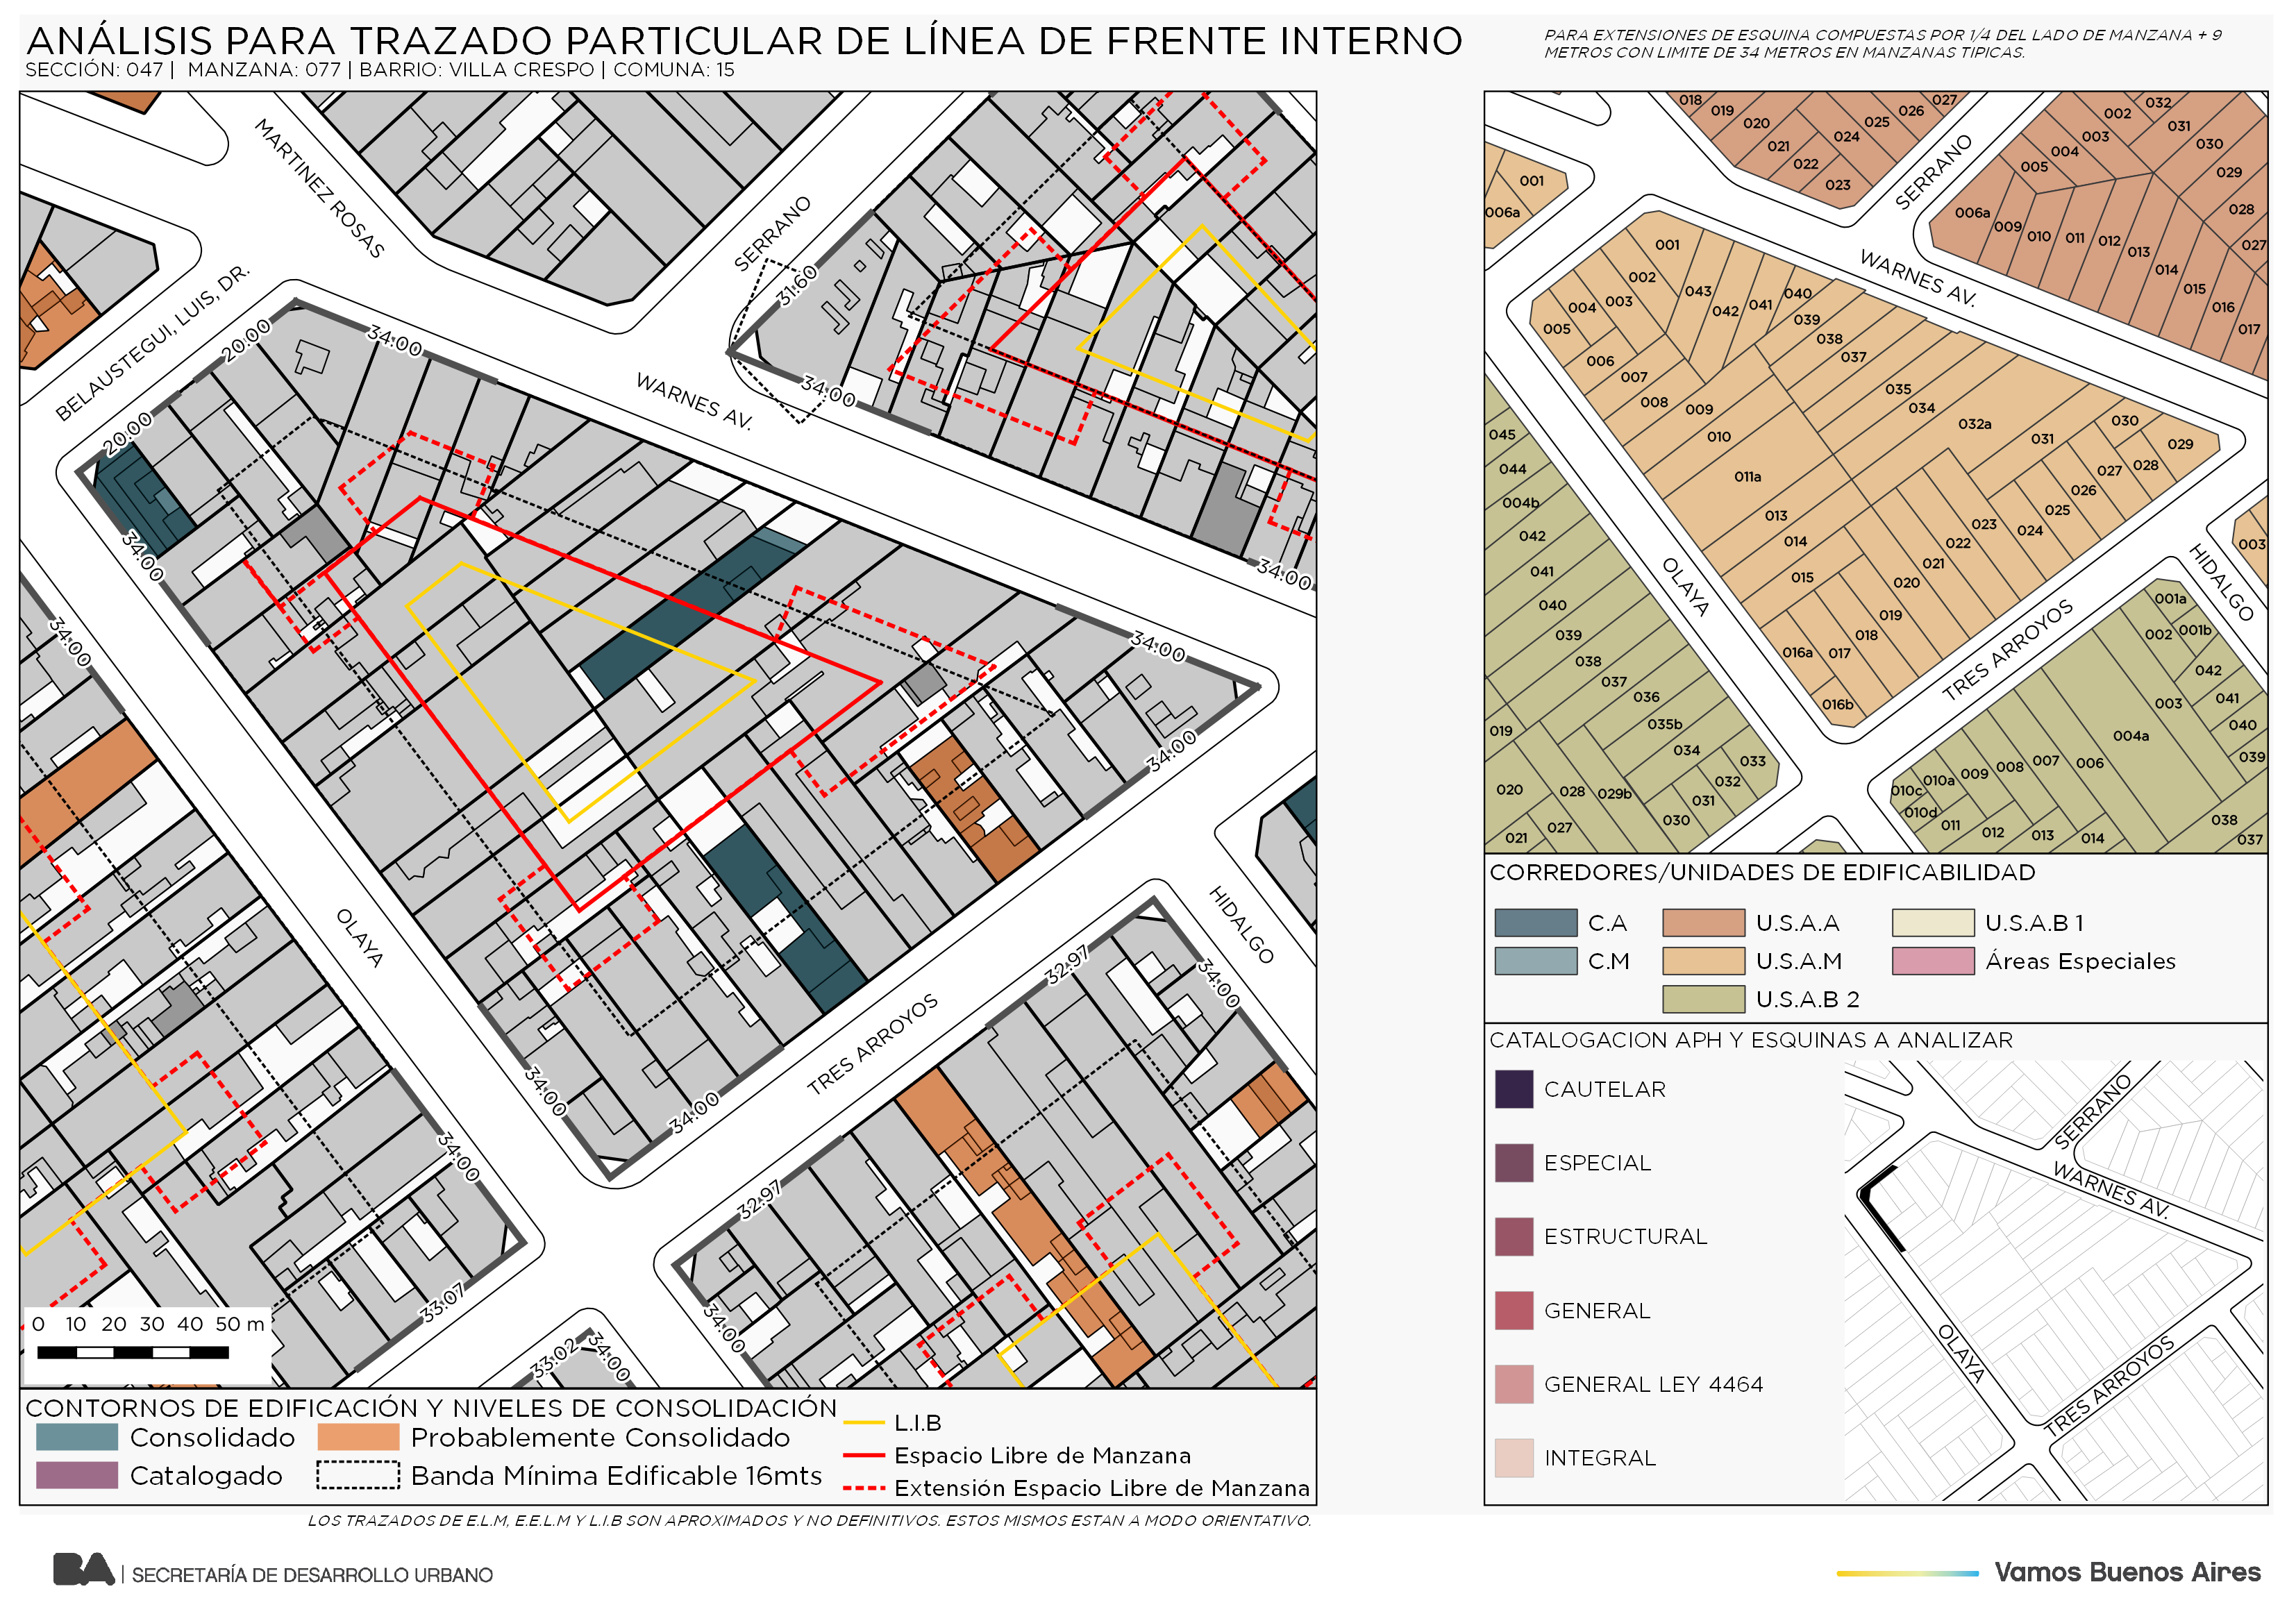 ANÁLISIS PARA TRAZADO PARTICULAR DE LÍNEA DE FRENTE INTERNO
SECCIÓN: 047 | MANZANA: 077 | BARRIO: VILLA CRESPO | COMUNA: 15
PARA EXTENSIONES DE ESQUINA COMPUESTAS POR 1/4 DEL LADO DE MANZANA + 9
METROS CON LIMITE DE 34 METROS EN MANZANAS TIPICAS.
MARTINEZ ROSAS
SERRANO
31.60
BELAUSTEGUI, LUIS, DR.
20.00
34.00
WARNES AV.
34.00
20.00
34.00
34.00
34.00
34.00
34.00
OLAYA
HIDALGO
32.97
34.00
34.00
34.00
TRES ARROYOS
34.00
32.97
33.07
34.00
33.02
34.00
0 10 20 30 40 50 m
CONTORNOS DE EDIFICACIÓN Y NIVELES DE CONSOLIDACIÓN
Consolidado
Probablemente Consolidado
Catalogado
Banda Mínima Edificable 16mts
L.I.B
Espacio Libre de Manzana
Extensión Espacio Libre de Manzana
LOS TRAZADOS DE E.L.M, E.E.L.M Y L.I.B SON APROXIMADOS Y NO DEFINITIVOS. ESTOS MISMOS ESTAN A MODO ORIENTATIVO.
018
019
020
021
022
023
024
025
026
027
SERRANO
002
032
003
031
004
030
005
029
006a
028
009
010
011
012
013
027
014
015
016
017
001
006a
WARNES AV.
001
002
003
004
005
043
042
041
040
039
038
037
006
007
008
009
010
035
034
032a
031
030
029
028
027
026
025
024
023
022
021
020
019
018
017
011a
013
014
015
016a
016b
045
044
004b
042
041
040
039
038
037
036
035b
034
033
032
031
030
019
020
021
028
029b
027
OLAYA
TRES ARROYOS
HIDALGO
003
001a
001b
002
042
003
041
040
039
004a
006
007
008
009
010a
010c
010d
011
012
013
014
038
037
CORREDORES/UNIDADES DE EDIFICABILIDAD
C.A
U.S.A.A
U.S.A.B 1
C.M
U.S.A.M
Áreas Especiales
U.S.A.B 2
CATALOGACION APH Y ESQUINAS A ANALIZAR
CAUTELAR
ESPECIAL
ESTRUCTURAL
GENERAL
GENERAL LEY 4464
INTEGRAL
SERRANO
WARNES AV.
OLAYA
TRES ARROYOS
BA | SECRETARÍA DE DESARROLLO URBANO
Vamos Buenos Aires